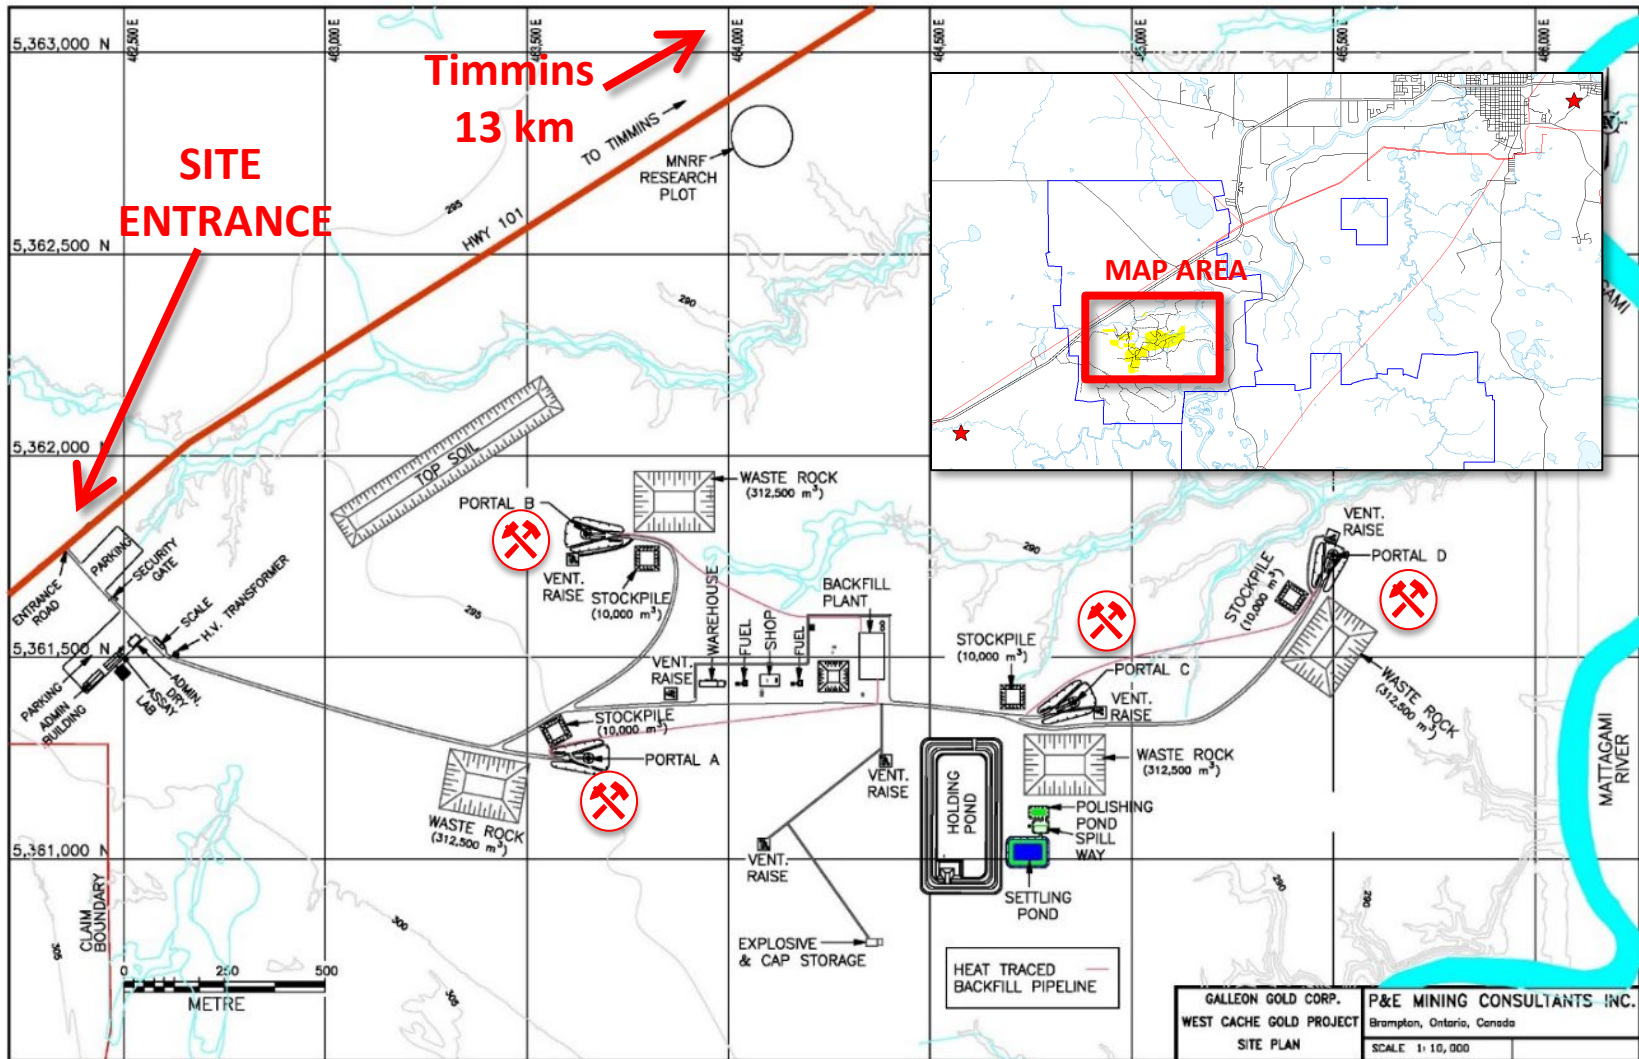 462,500 E
463,000 E
463,500 E
464,000 E
464,500 E
465,500 E
5,363,000 N
Timmins
13 km
TO TIMMINS
MNRF
RESEARCH
PLOT
SITE
ENTRANCE
295
HWY 101
5,362,500 N
290
MAP AREA
N
5,362,000 N
TOP SOIL
PORTAL B
WASTE ROCK
(312,500 m³)
VENT.
RAISE
STOCKPILE
(10,000 m³)
295
PARKING
SECURITY
GATE
ENTRANCE
ROAD
SCALE
H.V. TRANSFORMER
5,361,500 N
PARKING
ADMIN
BUILDING
ASSAY
LAB
ADMIN.
DRY
VENT.
RAISE
WAREHOUSE
FUEL
SHOP
FUEL
BACKFILL
PLANT
290
VENT.
RAISE
PORTAL D
STOCKPILE
(10,000 m³)
STOCKPILE
(10,000 m³)
PORTAL C
VENT.
RAISE
WASTE ROCK
(312,500 m³)
STOCKPILE
(10,000 m³)
PORTAL A
WASTE ROCK
(312,500 m³)
VENT.
RAISE
HOLDING
POND
WASTE ROCK
(312,500 m³)
POLISHING
POND
SPILL
WAY
MATTAGAMI
RIVER
5,361,000 N
VENT.
RAISE
SETTLING
POND
290
290
CLAIM
BOUNDARY
300
305
305
EXPLOSIVE
& CAP STORAGE
HEAT TRACED
BACKFILL PIPELINE
0 250 500
METRE
GALLEON GOLD CORP.
WEST CACHE GOLD PROJECT
SITE PLAN
P&E MINING CONSULTANTS INC.
Brampton, Ontario, Canada
SCALE 1:10,000